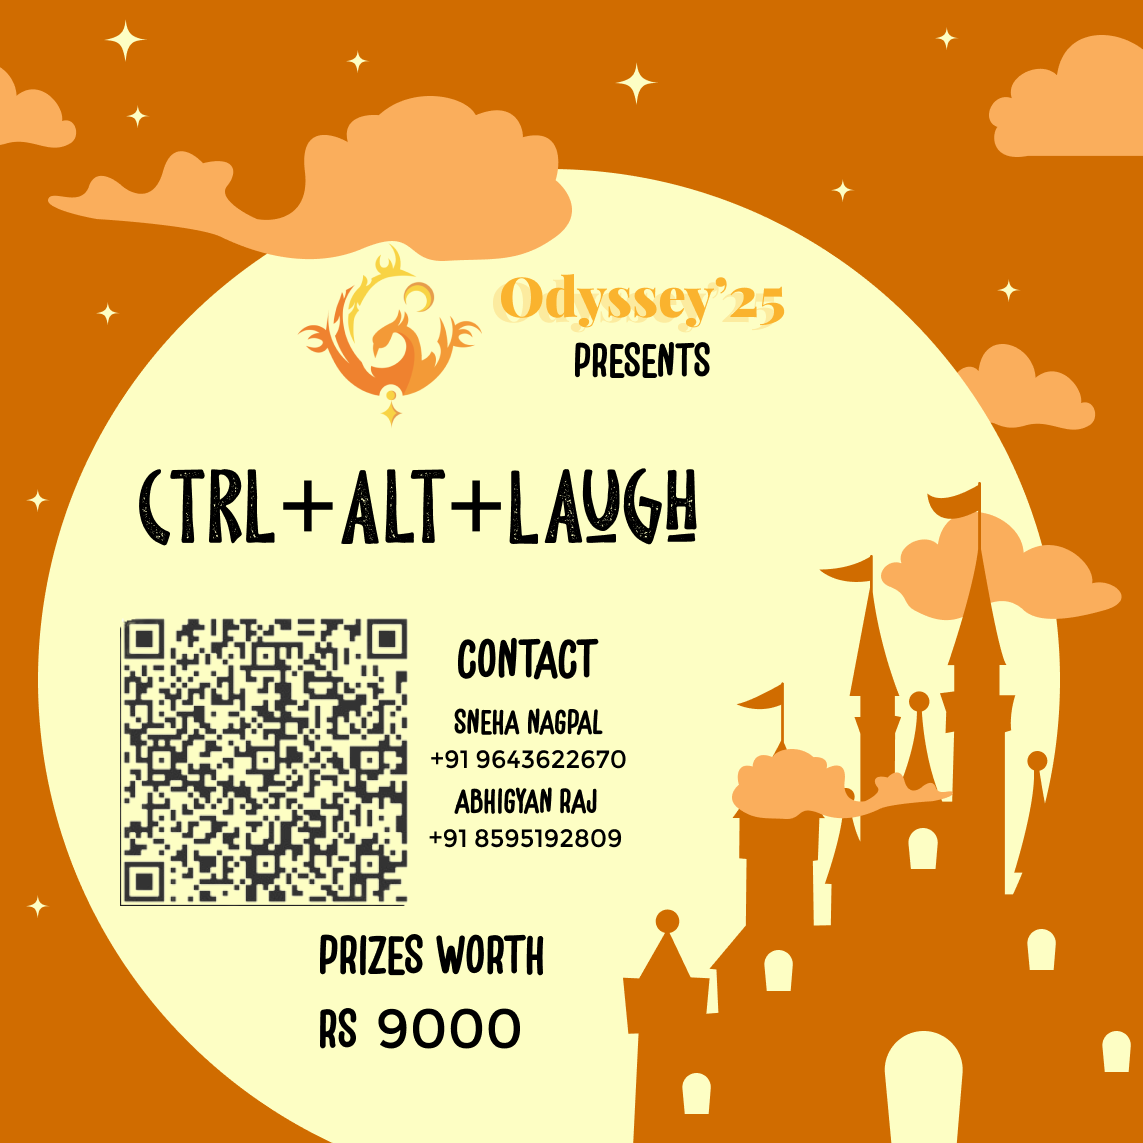 Odyssey'25
PRESENTS
CTRL+ALT+LAUGH
CONTACT
SNEHA NAGPAL
+91 9643622670
ABHIGYAN RAJ
+91 8595192809
PRIZES WORTH
RS 9000